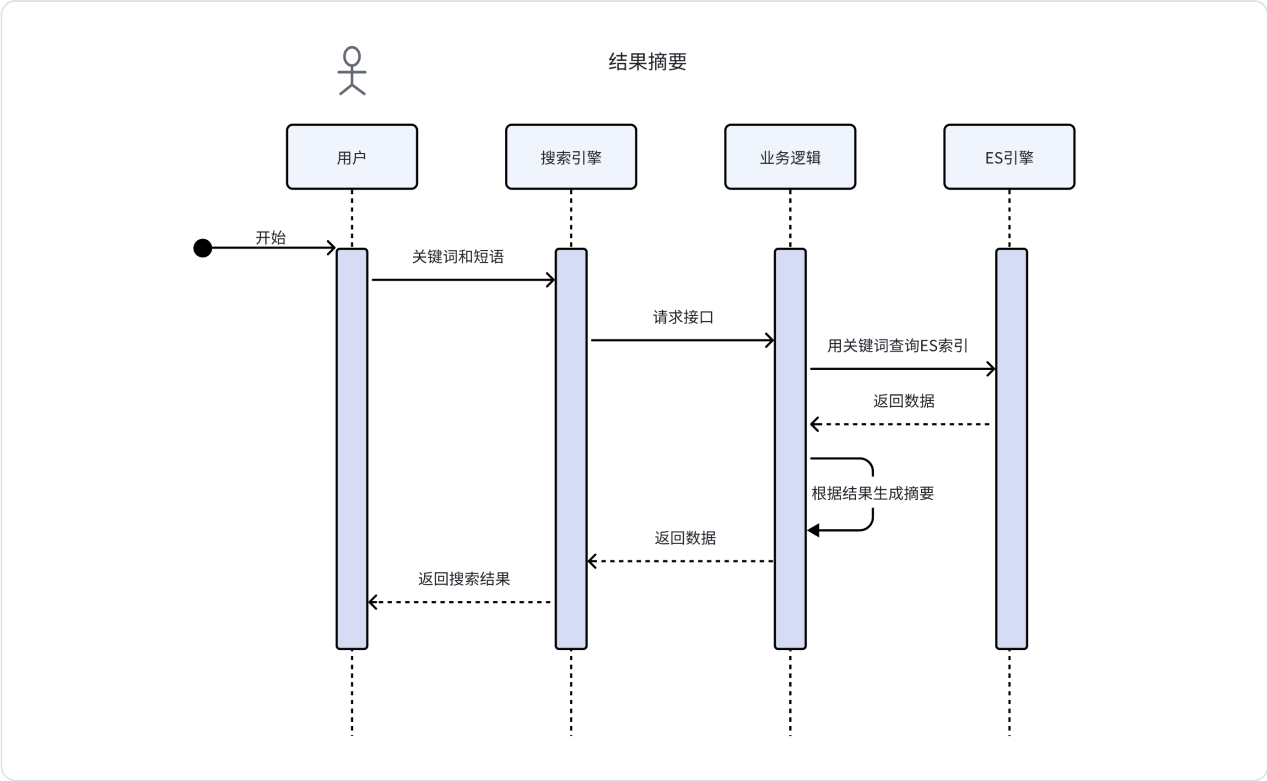 结果摘要
用户
搜索引擎
业务逻辑
ES引擎
开始
关键词和短语
请求接口
用关键词查询ES索引
返回数据
根据结果生成摘要
返回数据
返回搜索结果